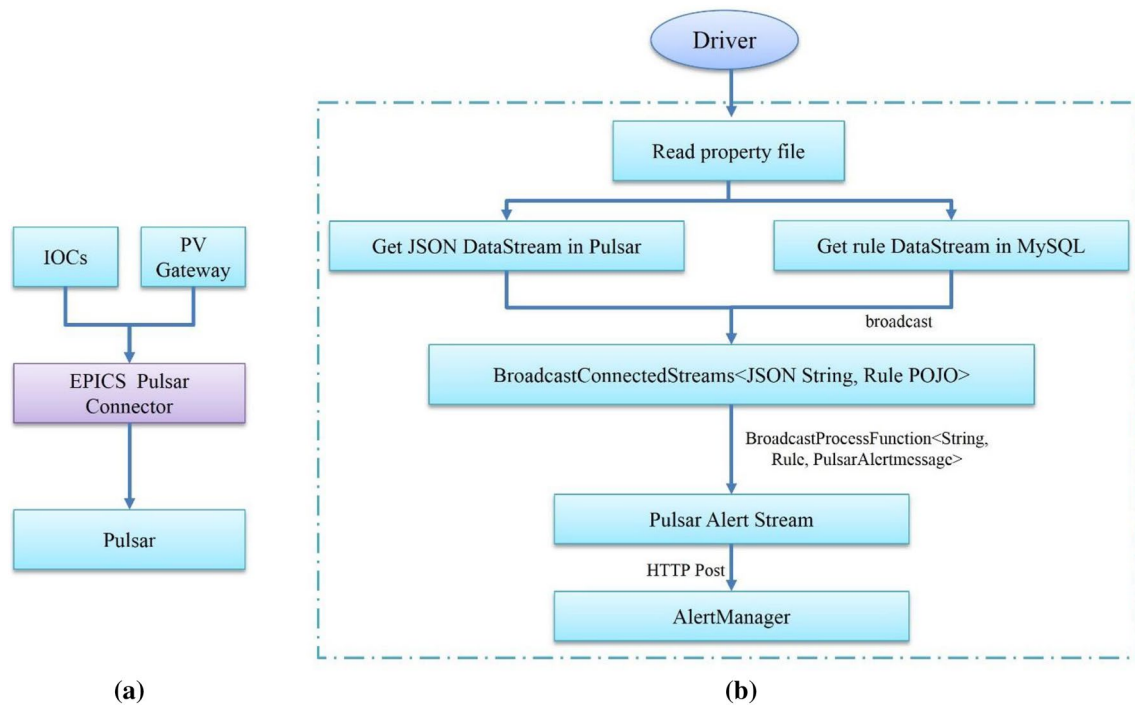 IOCs
PV
Gateway
EPICS Pulsar
Connector
Pulsar
(a)
Driver
Read property file
Get JSON DataStream in Pulsar
Get rule DataStream in MySQL
broadcast
BroadcastConnectedStreams<JSON String, Rule POJO>
BroadcastProcessFunction<String,
Rule, PulsarAlertmessage>
Pulsar Alert Stream
HTTP Post
AlertManager
(b)